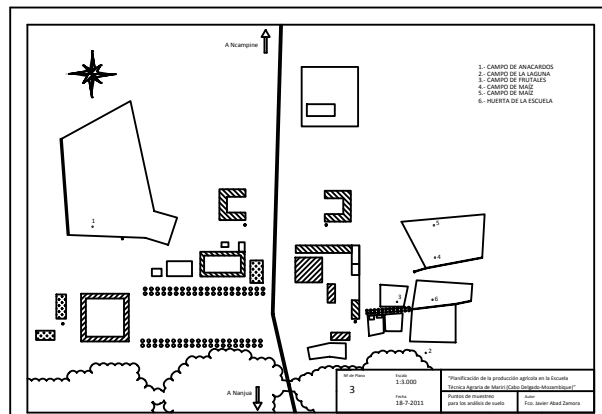 A Ncampine
1.- CAMPO DE ANACARDOS
2.- CAMPO DE LA LAGUNA
3.- CAMPO DE FRUTALES
4.- CAMPO DE MAÍZ
5.- CAMPO DE MAÍZ
6.- HUERTA DE LA ESCUELA
1
5
4
3
6
2
A Nanjua
Nº de Plano
3
Escala
1:3.000
Fecha
18-7-2011
"Planificación de la producción agrícola en la Escuela
Técnica Agraria de Mariri (Cabo Delgado-Mozambique)"
Puntos de muestreo
para los análisis de suelo
Autor
Fco. Javier Abad Zamora